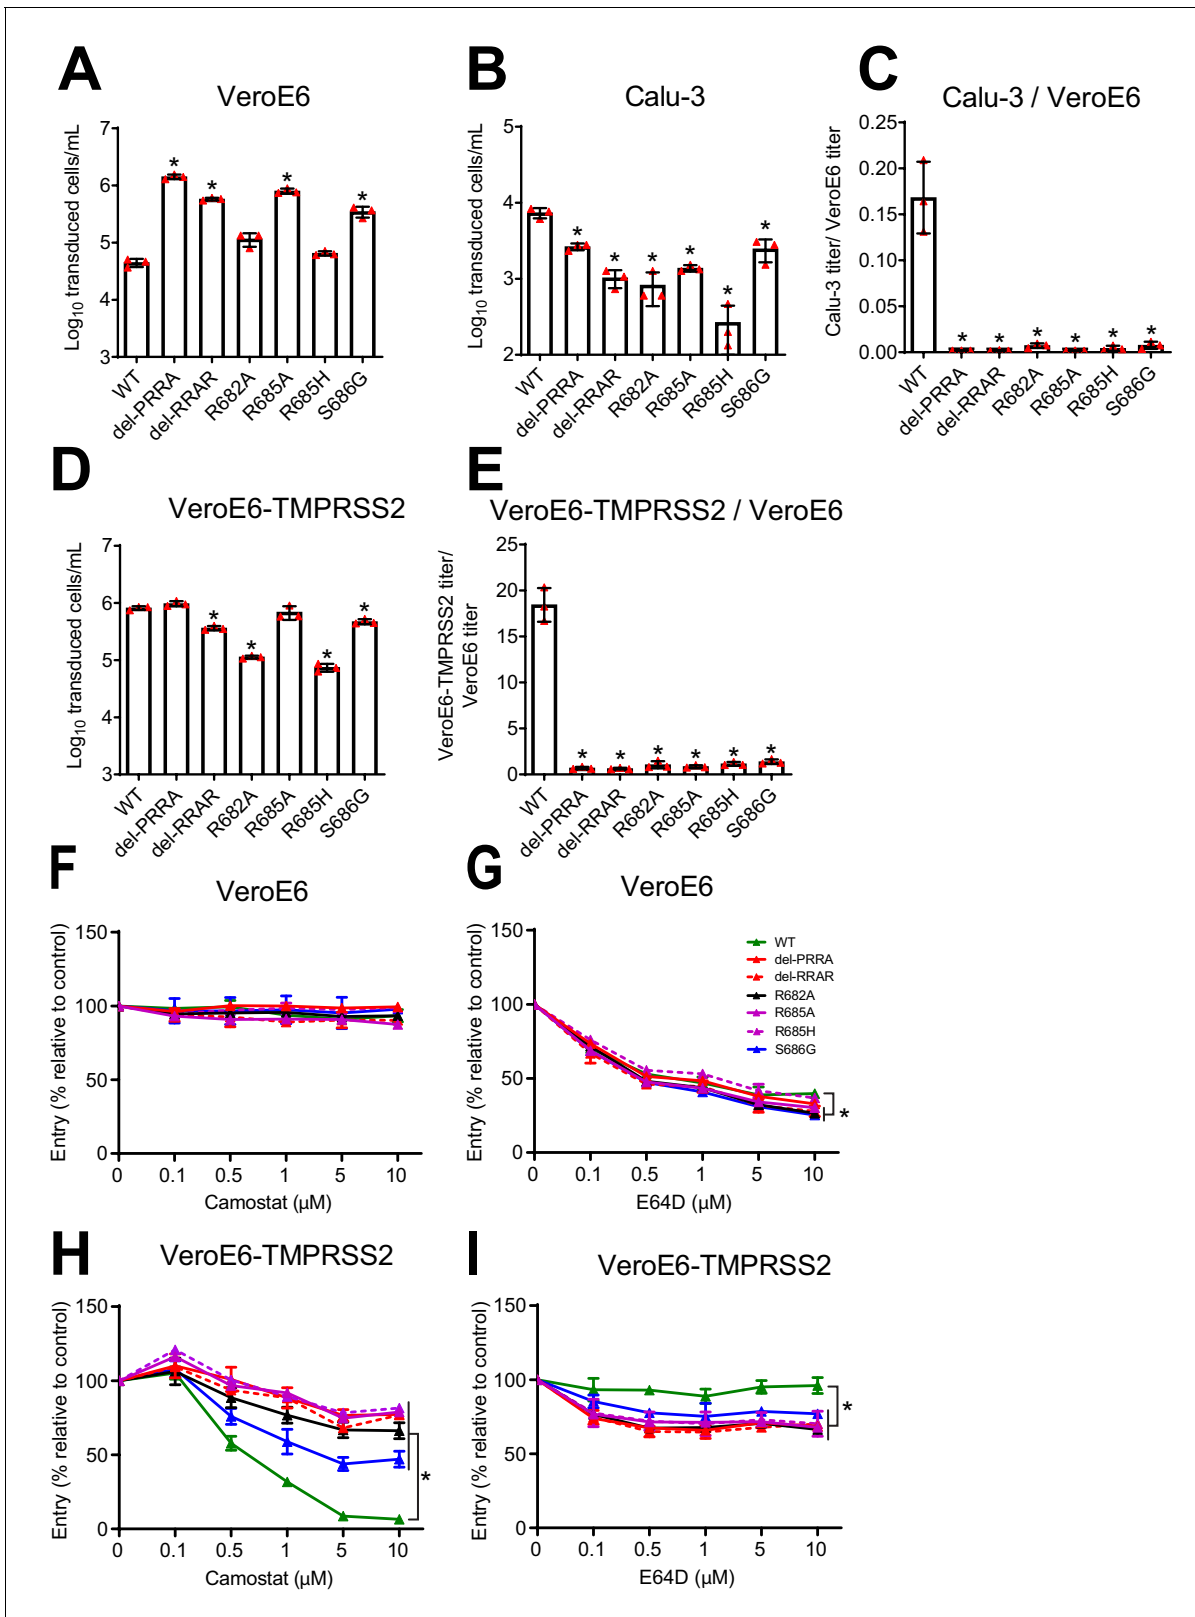 A
VeroE6
Log10 transduced cells/mL
7
6
5
4
3
WT
del-PRRA
del-RRAR
R682A
R685A
R685H
S686G
* * * *
B
Calu-3
Log10 transduced cells/mL
5
4
3
2
WT
del-PRRA
del-RRAR
R682A
R685A
R685H
S686G
* * * * * *
C
Calu-3 / VeroE6
Calu-3 titer/ VeroE6 titer
0.25
0.20
0.15
0.10
0.05
0.00
WT
del-PRRA
del-RRAR
R682A
R685A
R685H
S686G
* * * * * *
D
VeroE6-TMPRSS2
Log10 transduced cells/mL
7
6
5
4
3
WT
del-PRRA
del-RRAR
R682A
R685A
R685H
S686G
* * * *
E
VeroE6-TMPRSS2 / VeroE6
VeroE6-TMPRSS2 titer/
VeroE6 titer
25
20
15
10
5
0
WT
del-PRRA
del-RRAR
R682A
R685A
R685H
S686G
* * * * * *
F
VeroE6
Entry (% relative to control)
150
100
50
0
0 0.1 0.5 1 5 10
Camostat (μM)
G
VeroE6
Entry (% relative to control)
150
100
50
0
WT
del-PRRA
del-RRAR
R682A
R685A
R685H
S686G
*
0 0.1 0.5 1 5 10
E64D (μM)
H
VeroE6-TMPRSS2
Entry (% relative to control)
150
100
50
0
*
0 0.1 0.5 1 5 10
Camostat (μM)
I
VeroE6-TMPRSS2
Entry (% relative to control)
150
100
50
0
*
0 0.1 0.5 1 5 10
E64D (μM)